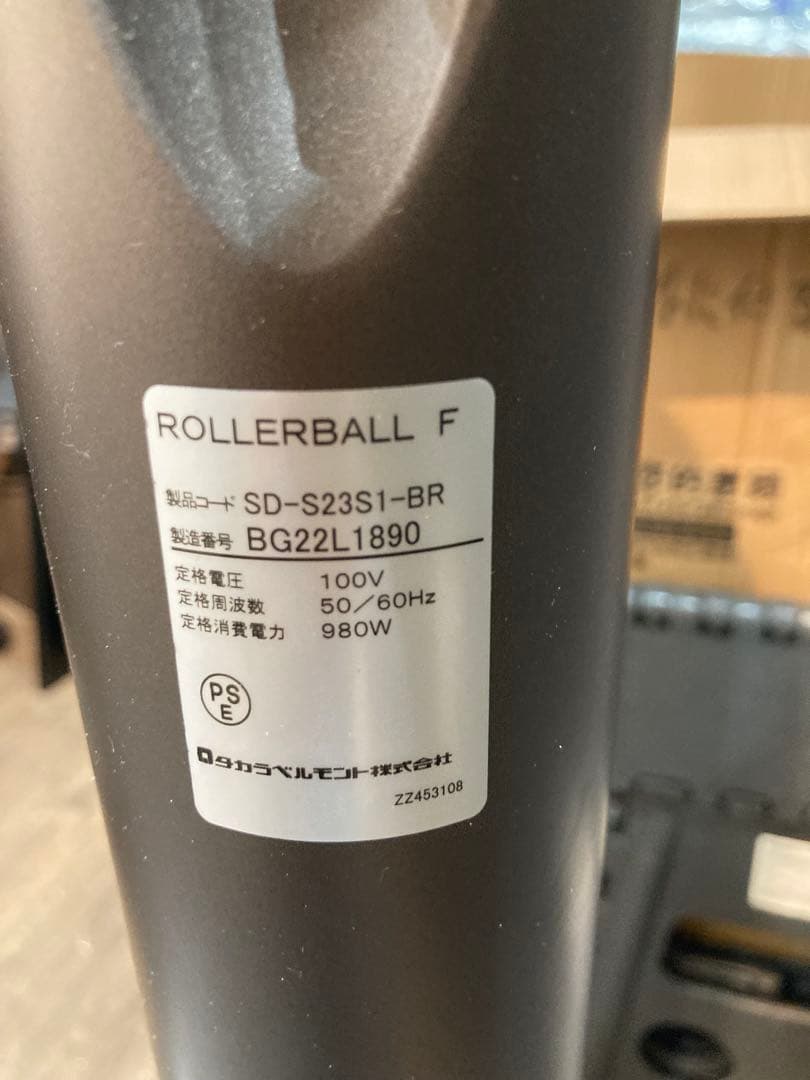 ROLLERBALL F
製品コード SD-S23S1-BR
製造番号 BG22L1890
定格電圧 100V
定格周波数 50/60Hz
定格消費電力 980W
PS
E
タカラベルモント株式会社
ZZ453108